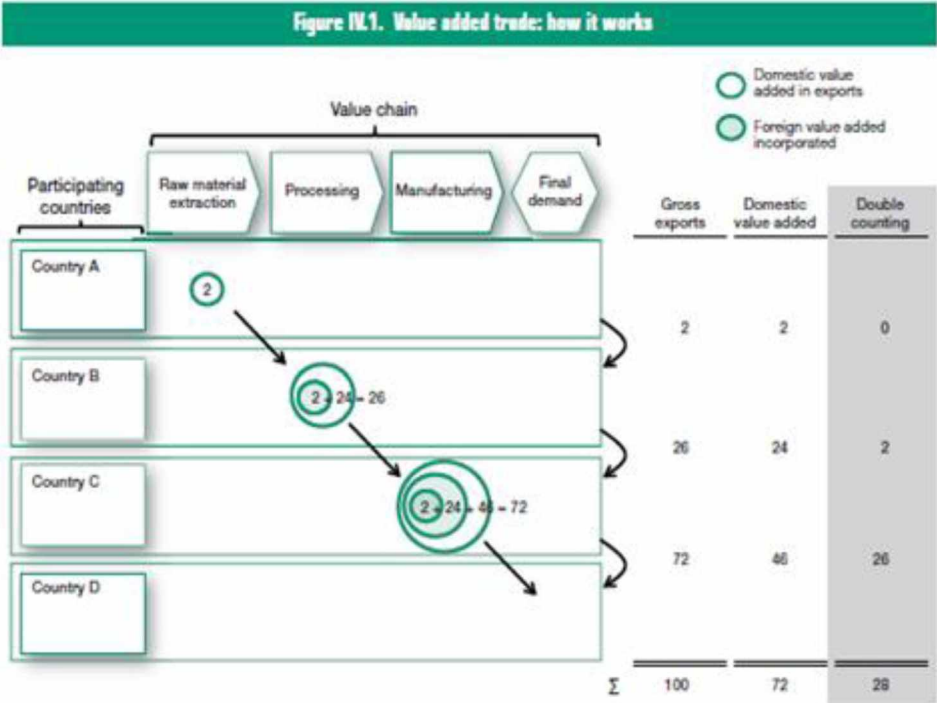 Figure IV.1. Value added trade: how it works
Domestic value
added in exports
Foreign value added
incorporated
Value chain
Participating
countries
Raw material
extraction
Processing
Manufacturing
Final
demand
Gross
exports
Domestic
value added
Double
counting
Country A
2
2
2
0
Country B
2 + 24 = 26
26
24
2
Country C
2 + 24 + 46 = 72
72
46
26
Country D
Σ
100
72
28